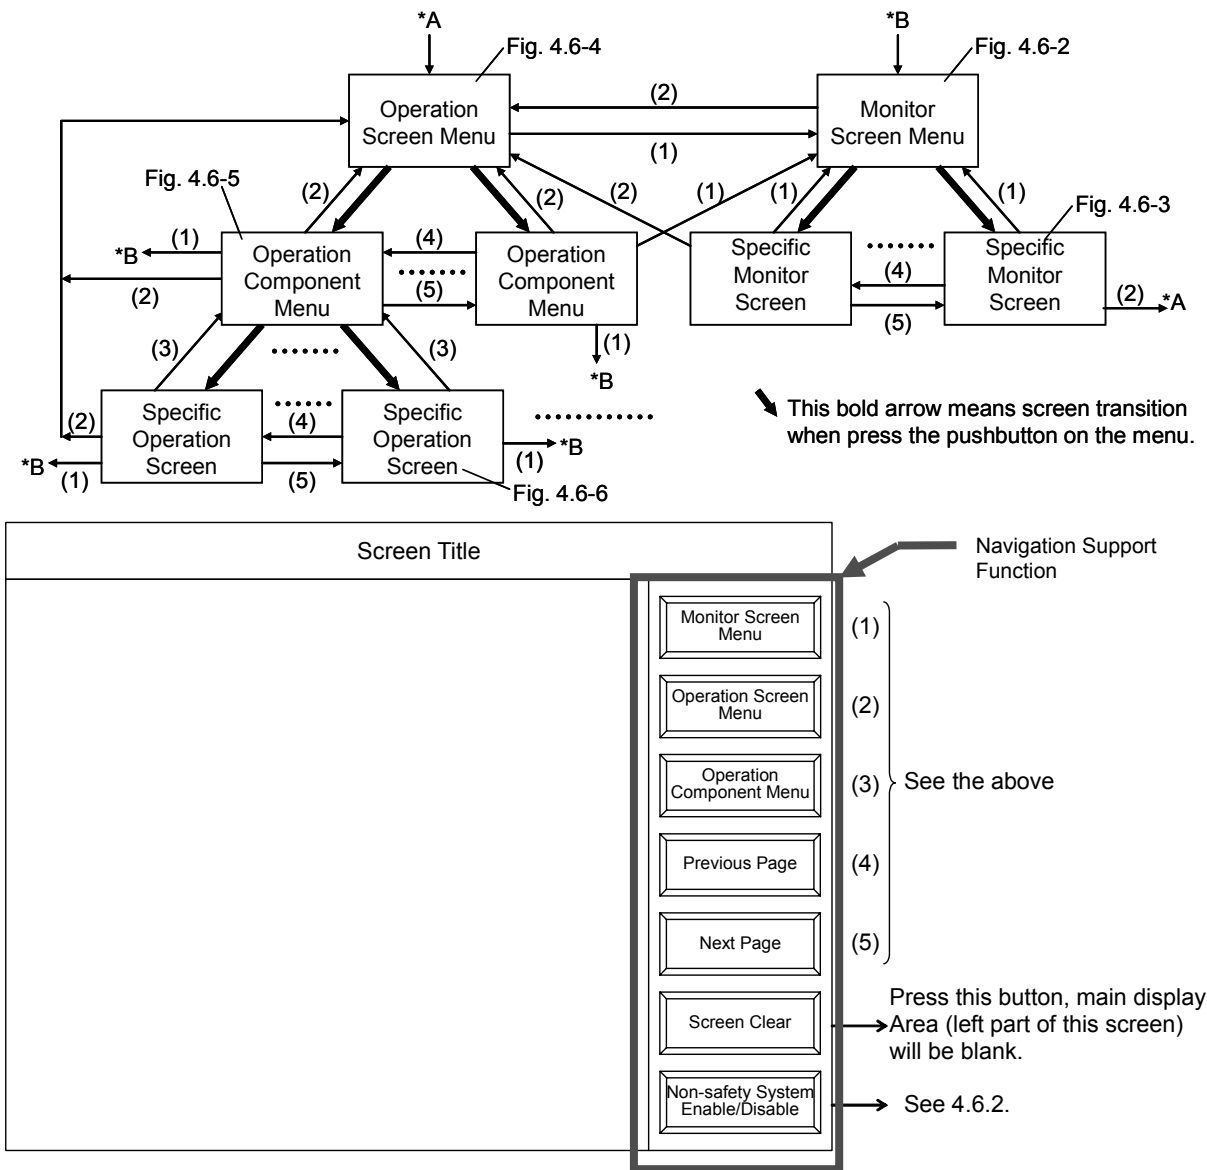 *A
*B
Fig. 4.6-4
Fig. 4.6-2
Operation
Screen Menu
(2)
(1)
Monitor
Screen Menu
Fig. 4.6-5
(2)
(2)
(2)
(1)
(1)
(1)
Fig. 4.6-3
*B
(1)
(2)
Operation
Component
Menu
(4)
(5)
Operation
Component
Menu
(1)
*B
Specific
Monitor
Screen
(4)
(5)
Specific
Monitor
Screen
(2)
*A
(3)
(3)
(2)
*B
(1)
Specific
Operation
Screen
(4)
(5)
Specific
Operation
Screen
(1)
*B
Fig. 4.6-6
This bold arrow means screen transition
when press the pushbutton on the menu.
Screen Title
Navigation Support
Function
Monitor Screen
Menu
(1)
Operation Screen
Menu
(2)
Operation
Component Menu
(3)
See the above
Previous Page
(4)
Next Page
(5)
Screen Clear
Press this button, main display
Area (left part of this screen)
will be blank.
Non-safety System
Enable/Disable
See 4.6.2.